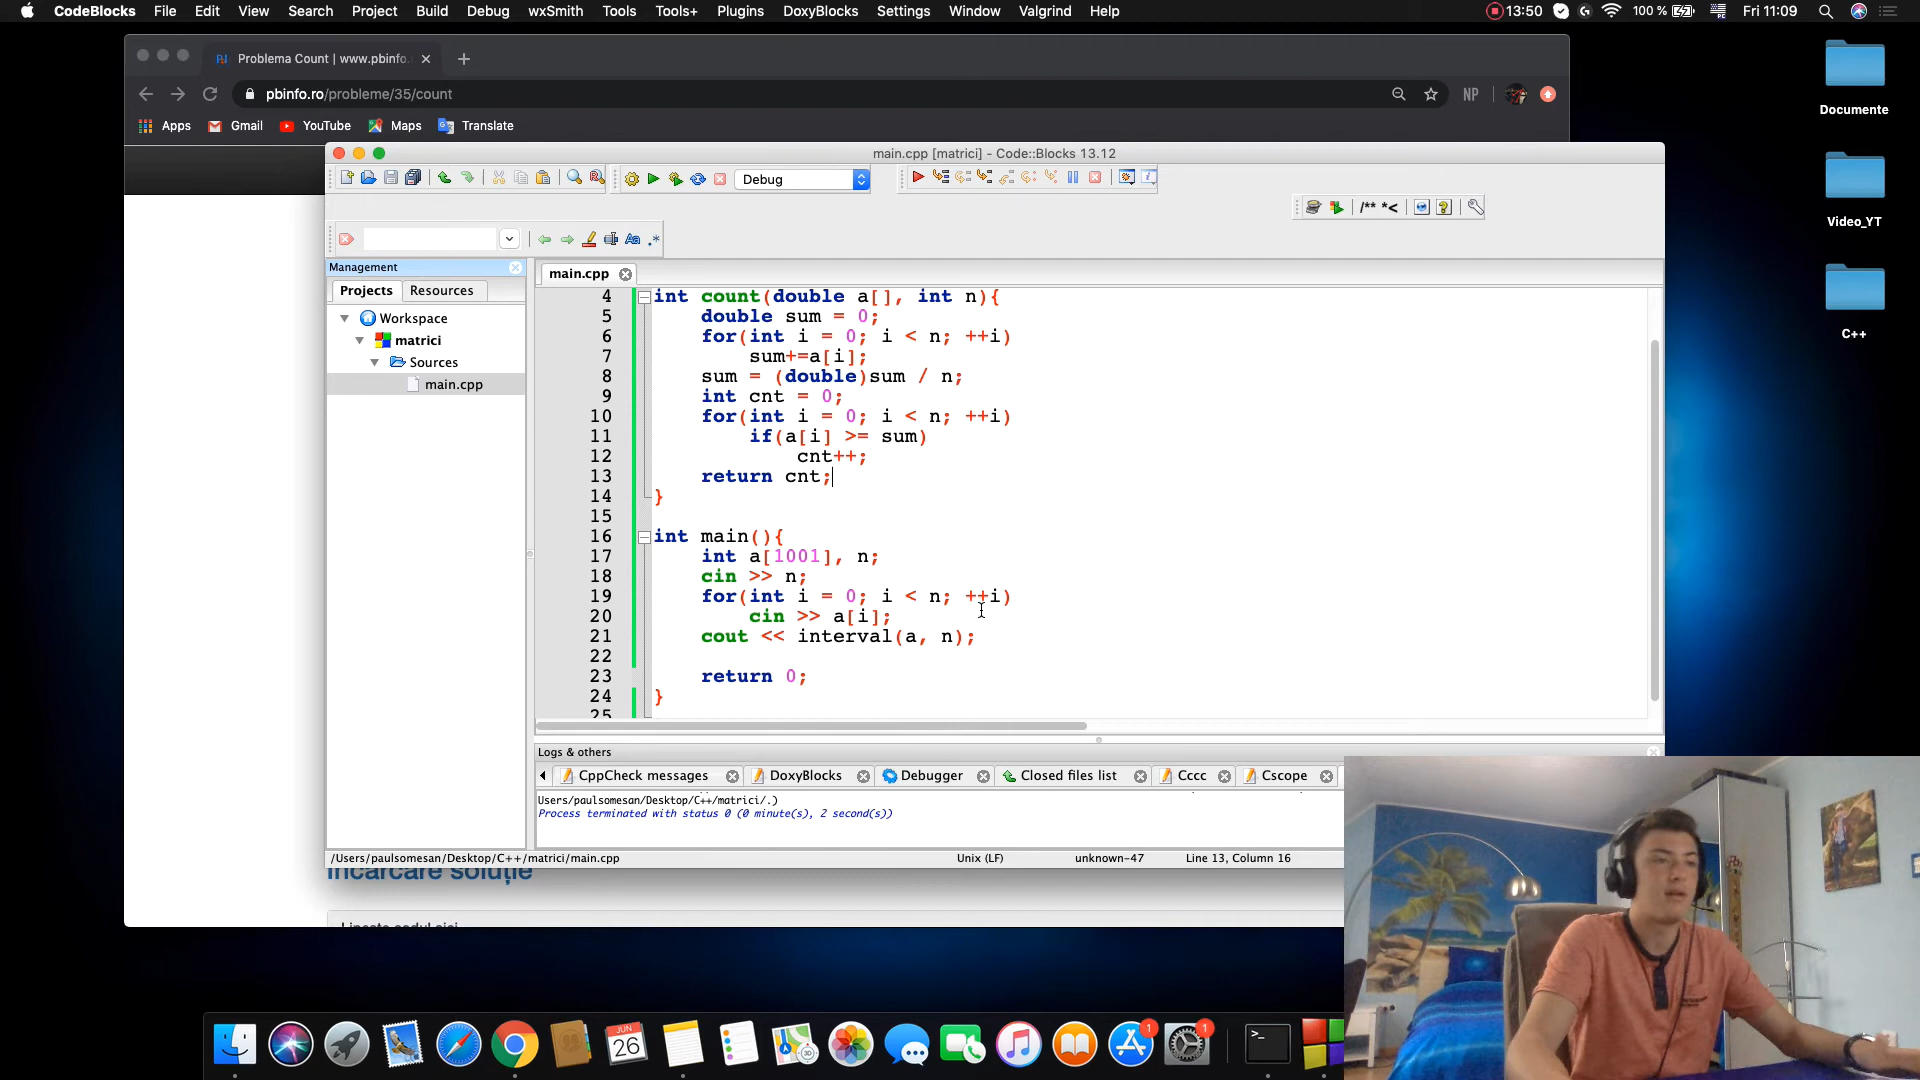 CodeBlocks File Edit View Search Project Build Debug wxSmith Tools Tools+ Plugins DoxyBlocks Settings Window Valgrind Help 13:50 100 % Fri 11:09
Problema Count | www.pbinfo.
pbinfo.ro/probleme/35/count
NP
Apps Gmail YouTube Maps Translate
Documente
Video_YT
C++
main.cpp [matrici] - Code::Blocks 13.12
Debug
/** *<
Aa .*
Management
Projects Resources
Workspace
matrici
Sources
main.cpp
main.cpp
4 int count(double a[], int n){
5 double sum = 0;
6 for(int i = 0; i < n; ++i)
7 sum+=a[i];
8 sum = (double)sum / n;
9 int cnt = 0;
10 for(int i = 0; i < n; ++i)
11 if(a[i] >= sum)
12 cnt++;
13 return cnt;
14 }
15
16 int main(){
17 int a[1001], n;
18 cin >> n;
19 for(int i = 0; i < n; ++i)
20 cin >> a[i];
21 cout << interval(a, n);
22
23 return 0;
24 }
25
Logs & others
CppCheck messages DoxyBlocks Debugger Closed files list Cccc Cscope
Users/paulsomesan/Desktop/C++/matrici/.)
Process terminated with status 0 (0 minute(s), 2 second(s))
/Users/paulsomesan/Desktop/C++/matrici/main.cpp Unix (LF) unknown-47 Line 13, Column 16
Încărcare soluție
JUN
26
3D
1
1
>_